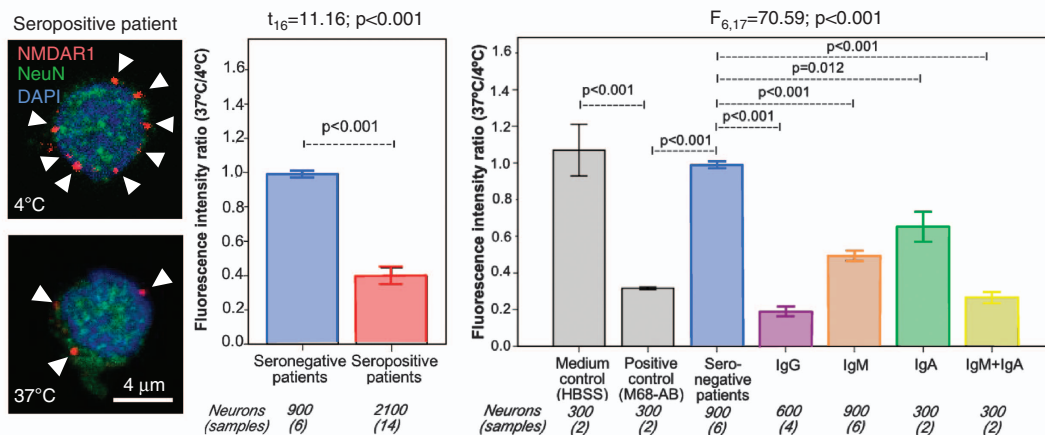 Seropositive patient
NMDAR1
NeuN
DAPI
4°C
37°C
4 μm
t16=11.16; p<0.001
Fluorescence intensity ratio (37ºC/4ºC)
1.6
1.4
1.2
1.0
0.8
0.6
0.4
0.2
0.0
p<0.001
Seronegative patients
Seropositive patients
Neurons (samples)
900 (6)
2100 (14)
F6,17=70.59; p<0.001
Fluorescence intensity ratio (37ºC/4ºC)
1.6
1.4
1.2
1.0
0.8
0.6
0.4
0.2
0.0
p<0.001
p=0.012
p<0.001
p<0.001
p<0.001
p<0.001
Medium control (HBSS)
Positive control (M68-AB)
Sero-negative patients
IgG
IgM
IgA
IgM+IgA
Neurons (samples)
300 (2)
300 (2)
900 (6)
600 (4)
900 (6)
300 (2)
300 (2)